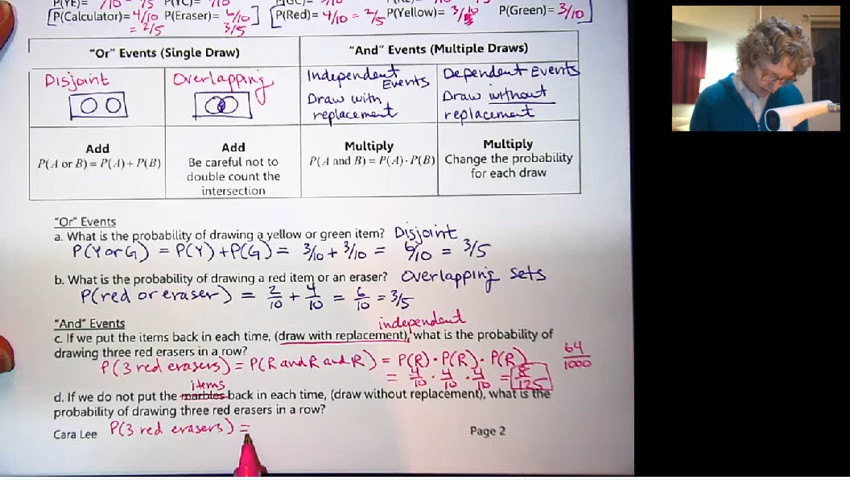 [P(Calculator)= 4/10 = 2/5 P(Eraser)= 6/10 3/5] [P(Red)= 4/10 = 2/5 P(Yellow)= 3/10 P(Green)= 3/10]
"Or" Events (Single Draw) "And" Events (Multiple Draws)
Disjoint Overlapping Independent Events Draw with replacement Dependent Events Draw without replacement
Add Add Multiply Multiply
P(A or B) = P(A) + P(B) Be careful not to double count the intersection P(A and B) = P(A) · P(B) Change the probability for each draw
"Or" Events
a. What is the probability of drawing a yellow or green item? Disjoint
P(Y or G) = P(Y) + P(G) = 3/10 + 3/10 = 6/10 = 3/5
b. What is the probability of drawing a red item or an eraser? Overlapping sets
P(red or eraser) = 2/10 + 4/10 = 6/10 = 3/5
"And" Events independent
c. If we put the items back in each time, (draw with replacement), what is the probability of
drawing three red erasers in a row?
P(3 red erasers) = P(R and R and R) = P(R) · P(R) · P(R) 64/1000
= 4/10 · 4/10 · 4/10 = 8/125
items
d. If we do not put the marbles back in each time, (draw without replacement), what is the
probability of drawing three red erasers in a row?
P(3 red erasers) =
Cara Lee Page 2